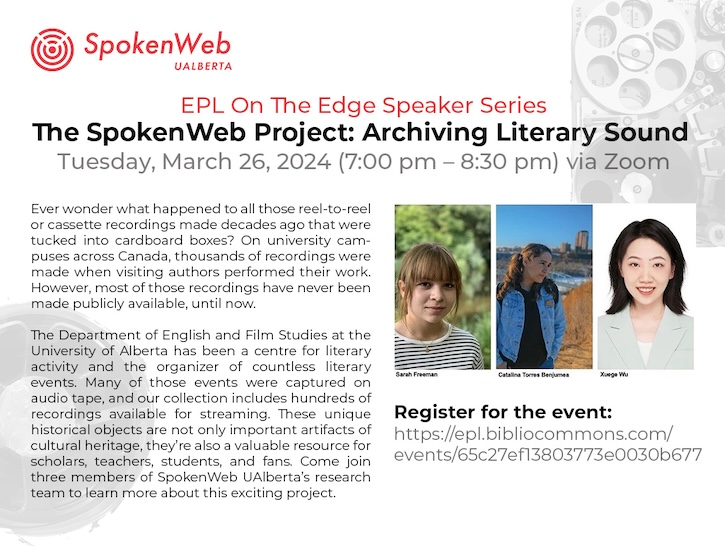 SpokenWeb
UALBERTA
EPL On The Edge Speaker Series
The SpokenWeb Project: Archiving Literary Sound
Tuesday, March 26, 2024 (7:00 pm – 8:30 pm) via Zoom
Ever wonder what happened to all those reel-to-reel
or cassette recordings made decades ago that were
tucked into cardboard boxes? On university cam-
puses across Canada, thousands of recordings were
made when visiting authors performed their work.
However, most of those recordings have never been
made publicly available, until now.
The Department of English and Film Studies at the
University of Alberta has been a centre for literary
activity and the organizer of countless literary
events. Many of those events were captured on
audio tape, and our collection includes hundreds of
recordings available for streaming. These unique
historical objects are not only important artifacts of
cultural heritage, they're also a valuable resource for
scholars, teachers, students, and fans. Come join
three members of SpokenWeb UAlberta's research
team to learn more about this exciting project.
Sarah Freeman
Catalina Torres Benjumea
Xuege Wu
Register for the event:
https://epl.bibliocommons.com/
events/65c27ef13803773e0030b677